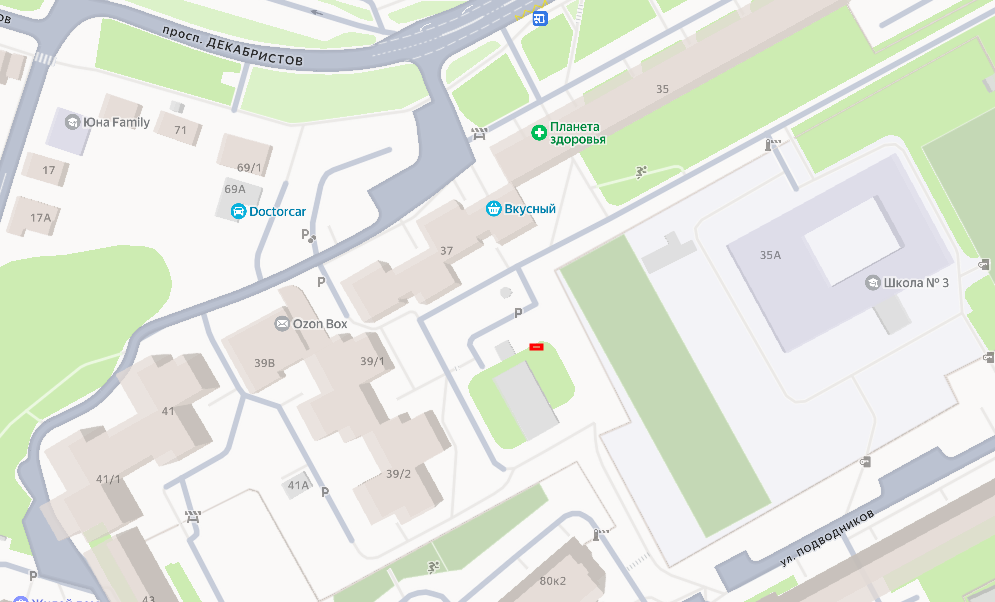 ОВ
просп. ДЕКАБРИСТОВ
35
Юна Family
71
Планета
здоровья
17
69/1
69А
17А
Doctorcar
Вкусный
P
37
35А
P
Школа № 3
P
Ozon Box
39В
39/1
41
41/1
39/2
41А
P
ул. ПОДВОДНИКОВ
P
80к2
43